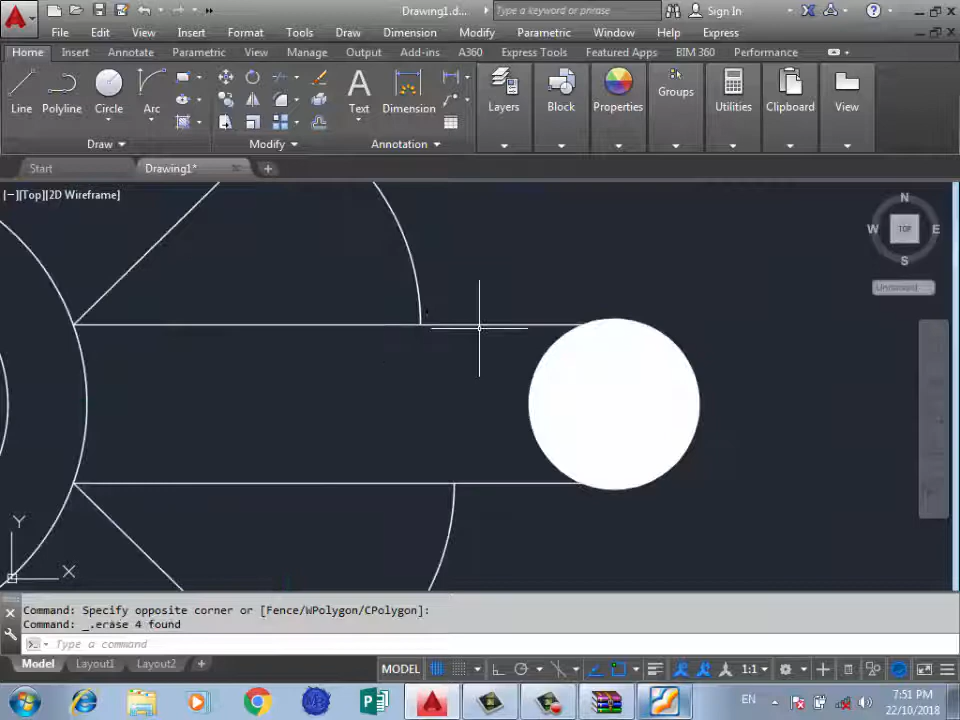 Drawing1.d... Type a keyword or phrase Sign In
File Edit View Insert Format Tools Draw Dimension Modify Parametric Window Help Express
Home Insert Annotate Parametric View Manage Output Add-ins A360 Express Tools Featured Apps BIM 360 Performance
Line Polyline Circle Arc Text Dimension Layers Block Properties Groups Utilities Clipboard View
Draw Modify Annotation
Start Drawing1*
[−][Top][2D Wireframe]
N
W TOP E
S
Unnamed
Y
X
Command: Specify opposite corner or [Fence/WPolygon/CPolygon]:
Command: _.erase 4 found
Type a command
Model Layout1 Layout2 + MODEL 1:1
EN 7:51 PM
22/10/2018